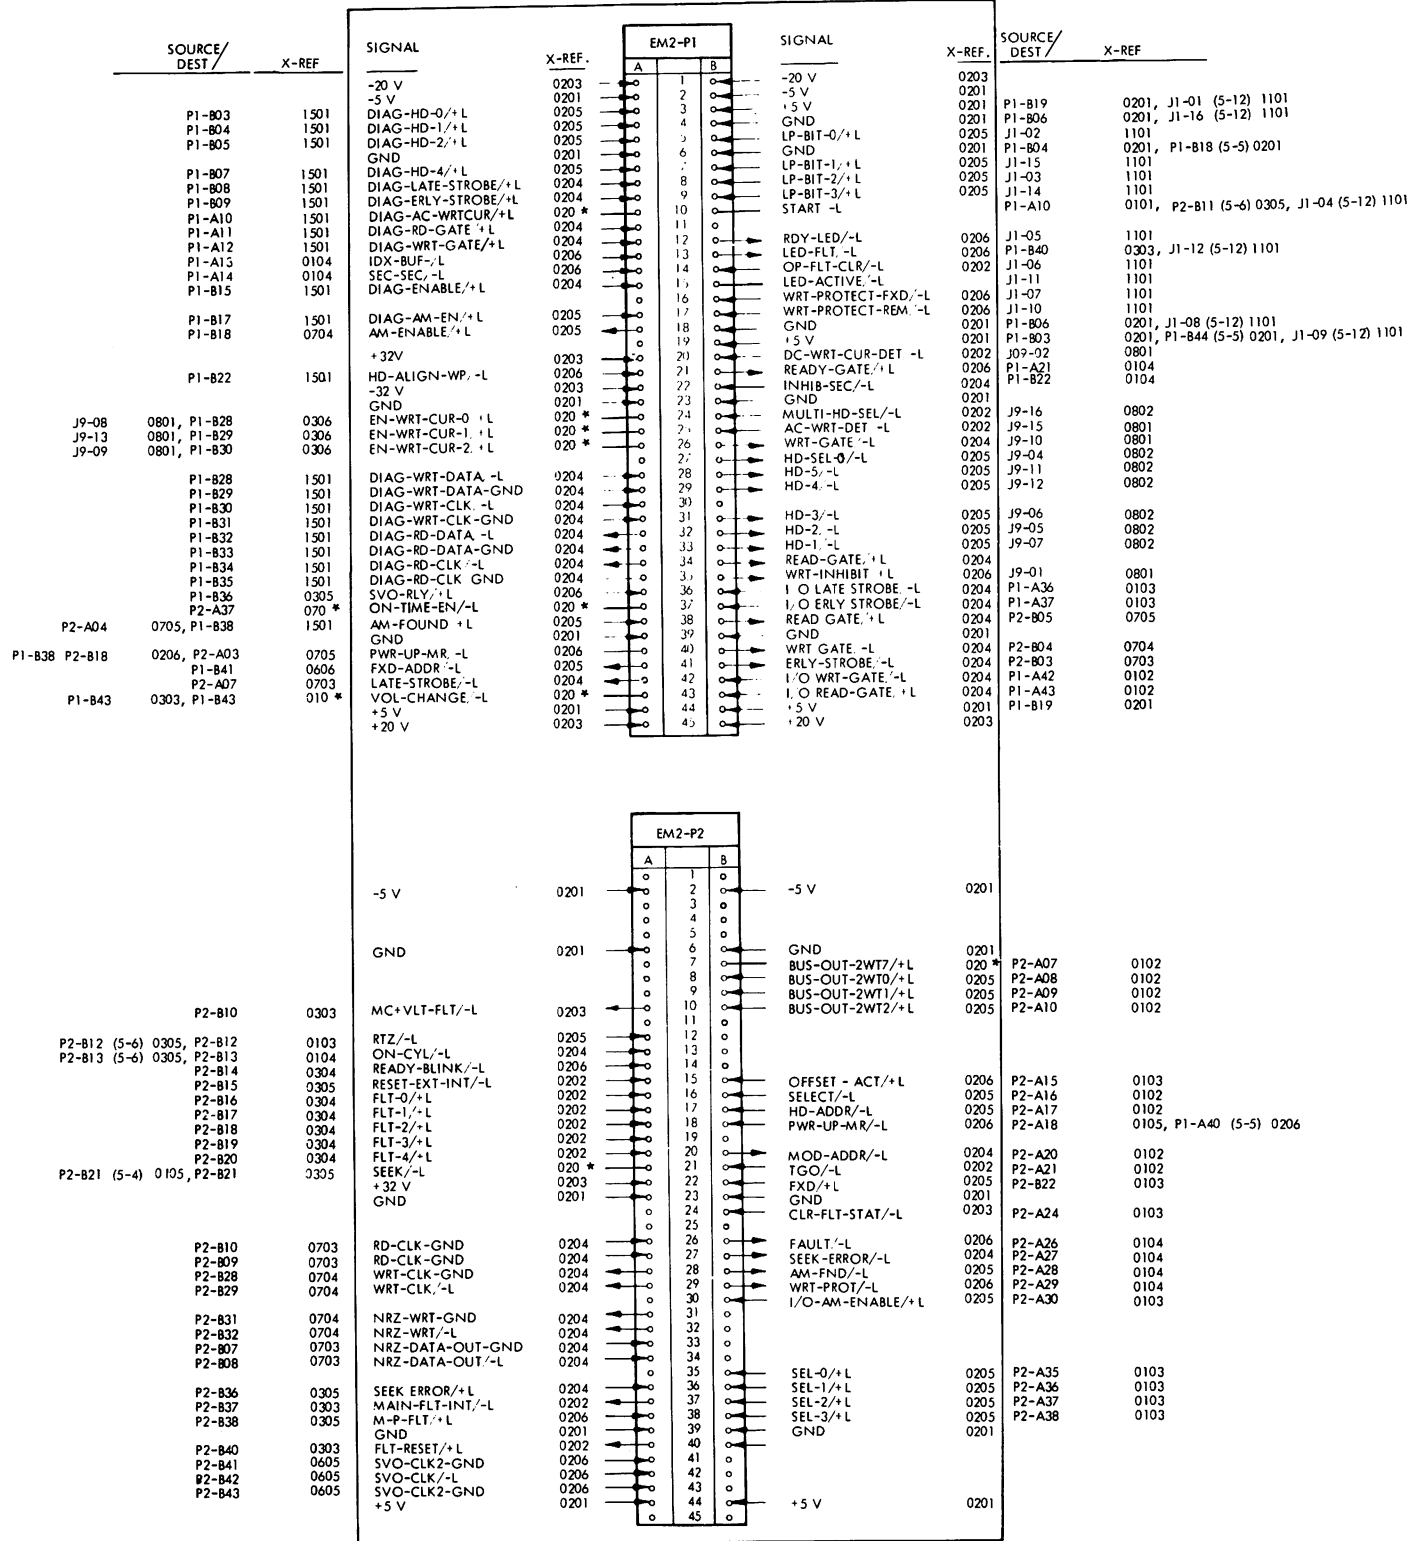 SOURCE/DEST X-REF SIGNAL X-REF. EM2-P1 SIGNAL X-REF. SOURCE/DEST X-REF
A B
-20 V 0203 1 -20 V 0203
-5 V 0201 2 -5 V 0201
P1-B03 1501 DIAG-HD-0/+L 0205 3 +5 V 0201 P1-B19 0201, J1-01 (5-12) 1101
P1-B04 1501 DIAG-HD-1/+L 0205 4 GND 0201 P1-B06 0201, J1-16 (5-12) 1101
P1-B05 1501 DIAG-HD-2/+L 0205 5 LP-BIT-0/+L 0205 J1-02 1101
GND 0201 6 GND 0201 P1-B04 0201, P1-B18 (5-5) 0201
P1-B07 1501 DIAG-HD-4/+L 0205 LP-BIT-1/+L 0205 J1-15 1101
P1-B08 1501 DIAG-LATE-STROBE/+L 0204 8 LP-BIT-2/+L 0205 J1-03 1101
P1-B09 1501 DIAG-ERLY-STROBE/+L 0204 9 LP-BIT-3/+L 0205 J1-14 1101
P1-A10 1501 DIAG-AC-WRTCUR/+L 020 * 10 START -L P1-A10 0101, P2-B11 (5-6) 0305, J1-04 (5-12) 1101
P1-A11 1501 DIAG-RD-GATE +L 0204 11
P1-A12 1501 DIAG-WRT-GATE/+L 0204 12 RDY-LED/-L 0206 J1-05 1101
P1-A13 0104 IDX-BUF-/L 0206 13 LED-FLT, -L 0206 P1-B40 0303, J1-12 (5-12) 1101
P1-A14 0104 SEC-SEC, -L 0206 14 OP-FLT-CLR/-L 0202 J1-06 1101
P1-B15 1501 DIAG-ENABLE/+L 0204 15 LED-ACTIVE/-L J1-11 1101
16 WRT-PROTECT-FXD/-L 0206 J1-07 1101
P1-B17 1501 DIAG-AM-EN/+L 0205 17 WRT-PROTECT-REM, -L 0206 J1-10 1101
P1-B18 0704 AM-ENABLE/+L 0205 18 GND 0201 P1-B06 0201, J1-08 (5-12) 1101
19 +5 V 0201 P1-B03 0201, P1-B44 (5-5) 0201, J1-09 (5-12) 1101
+32V 0203 20 DC-WRT-CUR-DET -L 0202 J09-02 0801
P1-B22 1501 HD-ALIGN-WP, -L 0206 21 READY-GATE/+L 0206 P1-A21 0104
-32 V 0203 22 INHIB-SEC/-L 0204 P1-B22 0104
GND 0201 23 GND 0201
J9-08 0801, P1-B28 0306 EN-WRT-CUR-0 +L 020 * 24 MULTI-HD-SEL/-L 0202 J9-16 0802
J9-13 0801, P1-B29 0306 EN-WRT-CUR-1, +L 020 * 25 AC-WRT-DET -L 0202 J9-15 0801
J9-09 0801, P1-B30 0306 EN-WRT-CUR-2, +L 020 * 26 WRT-GATE/-L 0204 J9-10 0801
27 HD-SEL-0/-L 0205 J9-04 0802
P1-B28 1501 DIAG-WRT-DATA, -L 0204 28 HD-5/-L 0205 J9-11 0802
P1-B29 1501 DIAG-WRT-DATA-GND 0204 29 HD-4/-L 0205 J9-12 0802
P1-B30 1501 DIAG-WRT-CLK, -L 0204 30
P1-B31 1501 DIAG-WRT-CLK-GND 0204 31 HD-3/-L 0205 J9-06 0802
P1-B32 1501 DIAG-RD-DATA, -L 0204 32 HD-2, -L 0205 J9-05 0802
P1-B33 1501 DIAG-RD-DATA-GND 0204 33 HD-1, -L 0205 J9-07 0802
P1-B34 1501 DIAG-RD-CLK/-L 0204 34 READ-GATE/+L 0204
P1-B35 1501 DIAG-RD-CLK GND 0204 35 WRT-INHIBIT +L 0206 J9-01 0801
P1-B36 0305 SVO-RLY/+L 0206 36 I O LATE STROBE, -L 0204 P1-A36 0103
P2-A37 070 * ON-TIME-EN/-L 020 * 37 I/O ERLY STROBE/-L 0204 P1-A37 0103
P2-A04 0705, P1-B38 1501 AM-FOUND +L 0205 38 READ GATE/+L 0204 P2-B05 0705
GND 0201 39 GND 0201
P1-B38 P2-B18 0206, P2-A03 0705 PWR-UP-MR, -L 0206 40 WRT GATE, -L 0204 P2-B04 0704
P1-B41 0606 FXD-ADDR/-L 0205 41 ERLY-STROBE/-L 0204 P2-B03 0703
P2-A07 0703 LATE-STROBE/-L 0204 42 I/O WRT-GATE/-L 0204 P1-A42 0102
P1-B43 0303, P1-B43 010 * VOL-CHANGE, -L 020 * 43 I, O READ-GATE, +L 0204 P1-A43 0102
+5 V 0201 44 +5 V 0201 P1-B19 0201
+20 V 0203 45 +20 V 0203
EM2-P2
A B
1
-5 V 0201 2 -5 V 0201
3
4
5
GND 0201 6 GND 0201
7 BUS-OUT-2WT7/+L 020 * P2-A07 0102
8 BUS-OUT-2WT0/+L 0205 P2-A08 0102
9 BUS-OUT-2WT1/+L 0205 P2-A09 0102
P2-B10 0303 MC+VLT-FLT/-L 0203 10 BUS-OUT-2WT2/+L 0205 P2-A10 0102
11
P2-B12 (5-6) 0305, P2-B12 0103 RTZ/-L 0205 12
P2-B13 (5-6) 0305, P2-B13 0104 ON-CYL/-L 0204 13
P2-B14 0304 READY-BLINK/-L 0206 14
P2-B15 0305 RESET-EXT-INT/-L 0202 15 OFFSET - ACT/+L 0206 P2-A15 0103
P2-B16 0304 FLT-0/+L 0202 16 SELECT/-L 0205 P2-A16 0102
P2-B17 0304 FLT-1/+L 0202 17 HD-ADDR/-L 0205 P2-A17 0102
P2-B18 0304 FLT-2/+L 0202 18 PWR-UP-MR/-L 0206 P2-A18 0105, P1-A40 (5-5) 0206
P2-B19 0304 FLT-3/+L 0202 19
P2-B20 0304 FLT-4/+L 0202 20 MOD-ADDR/-L 0204 P2-A20 0102
P2-B21 (5-4) 0105, P2-B21 0305 SEEK/-L 020 * 21 TGO/-L 0202 P2-A21 0102
+32 V 0203 22 FXD/+L 0205 P2-B22 0103
GND 0201 23 GND 0201
24 CLR-FLT-STAT/-L 0203 P2-A24 0103
25
P2-B10 0703 RD-CLK-GND 0204 26 FAULT/-L 0206 P2-A26 0104
P2-B09 0703 RD-CLK-GND 0204 27 SEEK-ERROR/-L 0204 P2-A27 0104
P2-B28 0704 WRT-CLK-GND 0204 28 AM-FND/-L 0205 P2-A28 0104
P2-B29 0704 WRT-CLK/-L 0204 29 WRT-PROT/-L 0206 P2-A29 0104
30 I/O-AM-ENABLE/+L 0205 P2-A30 0103
P2-B31 0704 NRZ-WRT-GND 0204 31
P2-B32 0704 NRZ-WRT/-L 0204 32
P2-B07 0703 NRZ-DATA-OUT-GND 0204 33
P2-B08 0703 NRZ-DATA-OUT/-L 0204 34
35 SEL-0/+L 0205 P2-A35 0103
P2-B36 0305 SEEK ERROR/+L 0204 36 SEL-1/+L 0205 P2-A36 0103
P2-B37 0303 MAIN-FLT-INT/-L 0202 37 SEL-2/+L 0205 P2-A37 0103
P2-B38 0305 M-P-FLT/+L 0206 38 SEL-3/+L 0205 P2-A38 0103
GND 0201 39 GND 0201
P2-B40 0303 FLT-RESET/+L 0202 40
P2-B41 0605 SVO-CLK2-GND 0206 41
P2-B42 0605 SVO-CLK/-L 0206 42
P2-B43 0605 SVO-CLK2-GND 0206 43
+5 V 0201 44 +5 V 0201
45